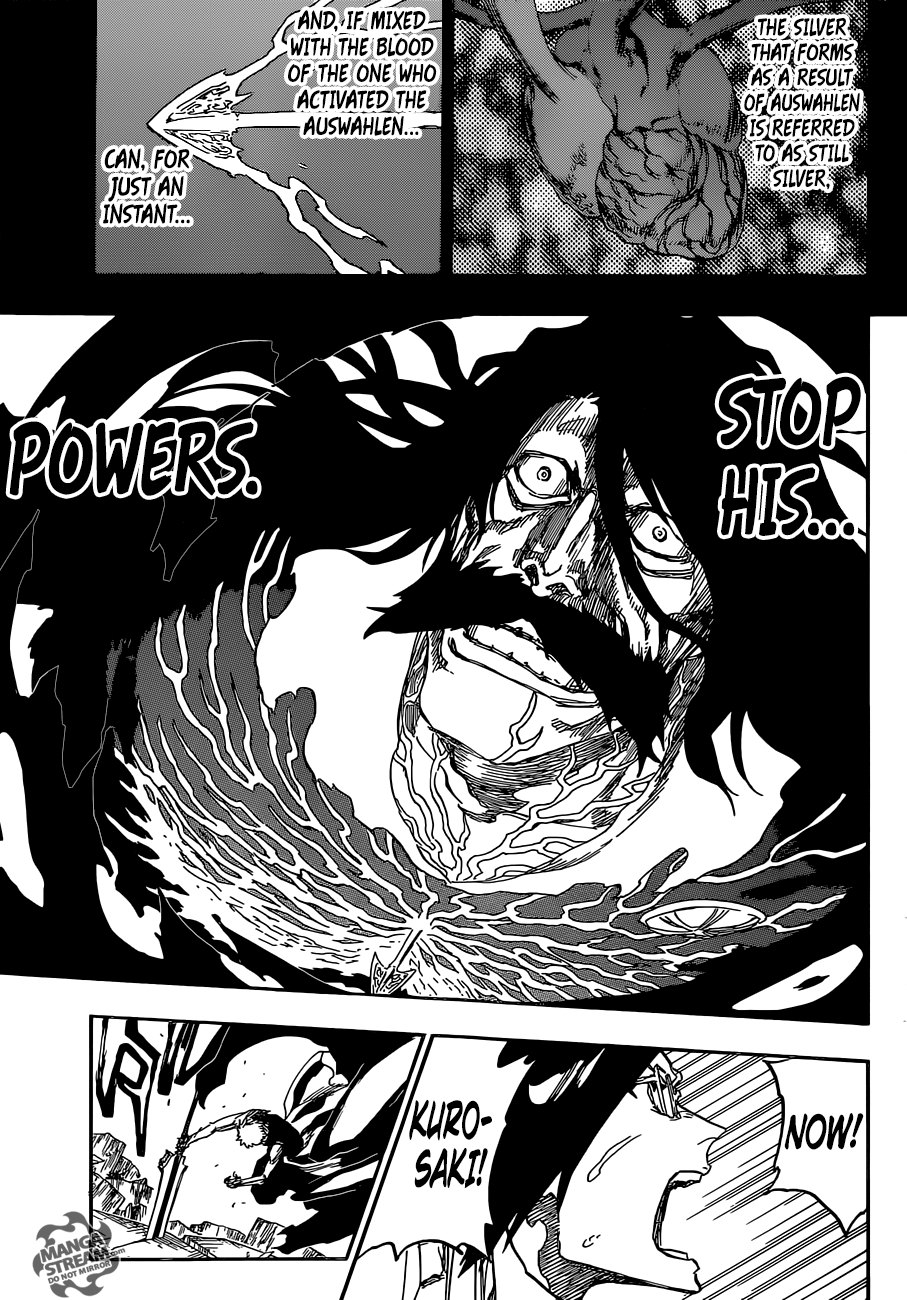 THE SILVER
THAT FORMS
AS A RESULT
OF AUSWAHLEN
IS REFERRED
TO AS STILL
SILVER,
AND, IF MIXED
WITH THE BLOOD
OF THE ONE WHO
ACTIVATED THE
AUSWAHLEN...
CAN, FOR
JUST AN
INSTANT...
STOP
HIS...
POWERS.
NOW!
KURO-
SAKI!
MANGA
STREAM.com
DO NOT MIRROR!